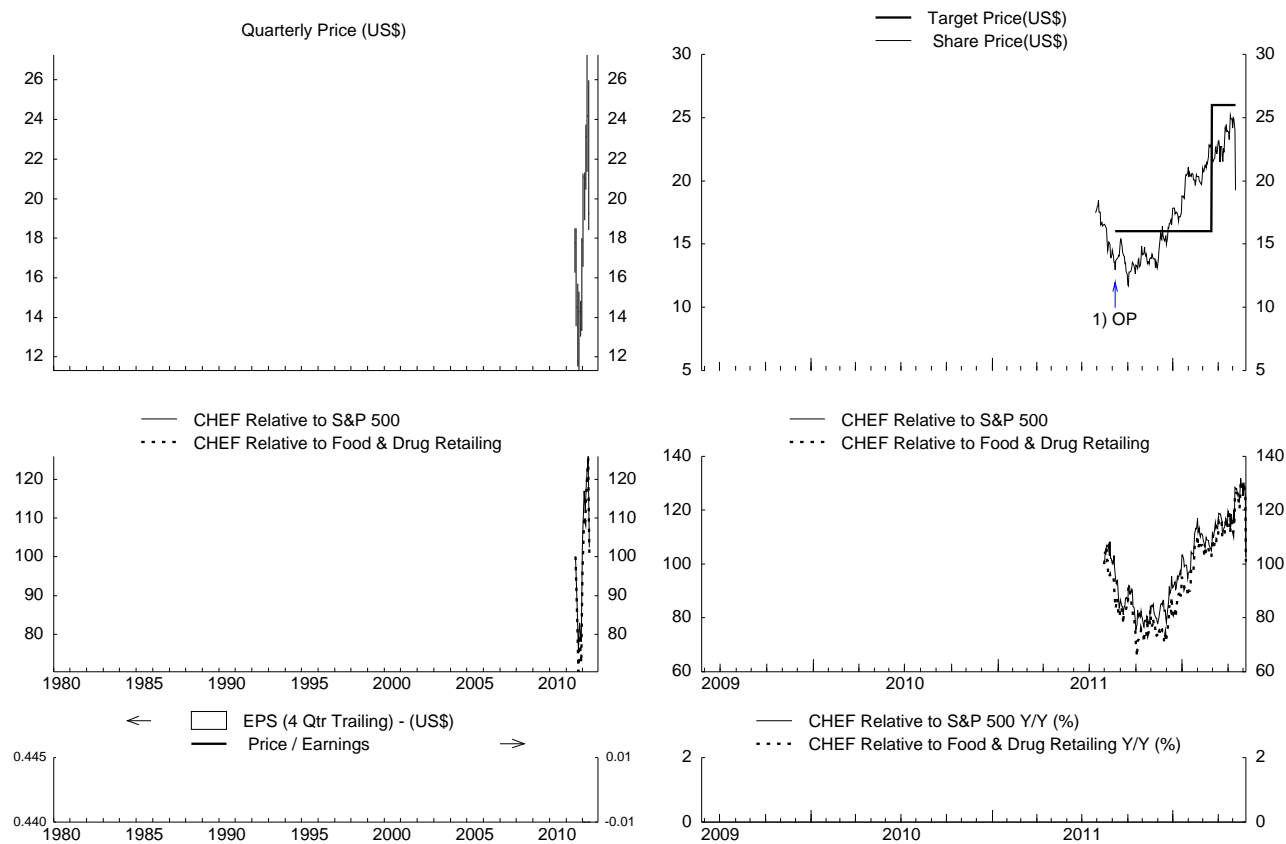 Quarterly Price (US$)
26 26
24 24
22 22
20 20
18 18
16 16
14 14
12 12
Target Price(US$)
Share Price(US$)
30 30
25 25
20 20
15 15
10 10
5 5
1) OP
CHEF Relative to S&P 500
CHEF Relative to Food & Drug Retailing
120 120
110 110
100 100
90 90
80 80
1980 1985 1990 1995 2000 2005 2010
CHEF Relative to S&P 500
CHEF Relative to Food & Drug Retailing
140 140
120 120
100 100
80 80
60 60
2009 2010 2011
EPS (4 Qtr Trailing) - (US$)
Price / Earnings
0.445 0.01
0.440 -0.01
1980 1985 1990 1995 2000 2005 2010
CHEF Relative to S&P 500 Y/Y (%)
CHEF Relative to Food & Drug Retailing Y/Y (%)
2 2
0 0
2009 2010 2011